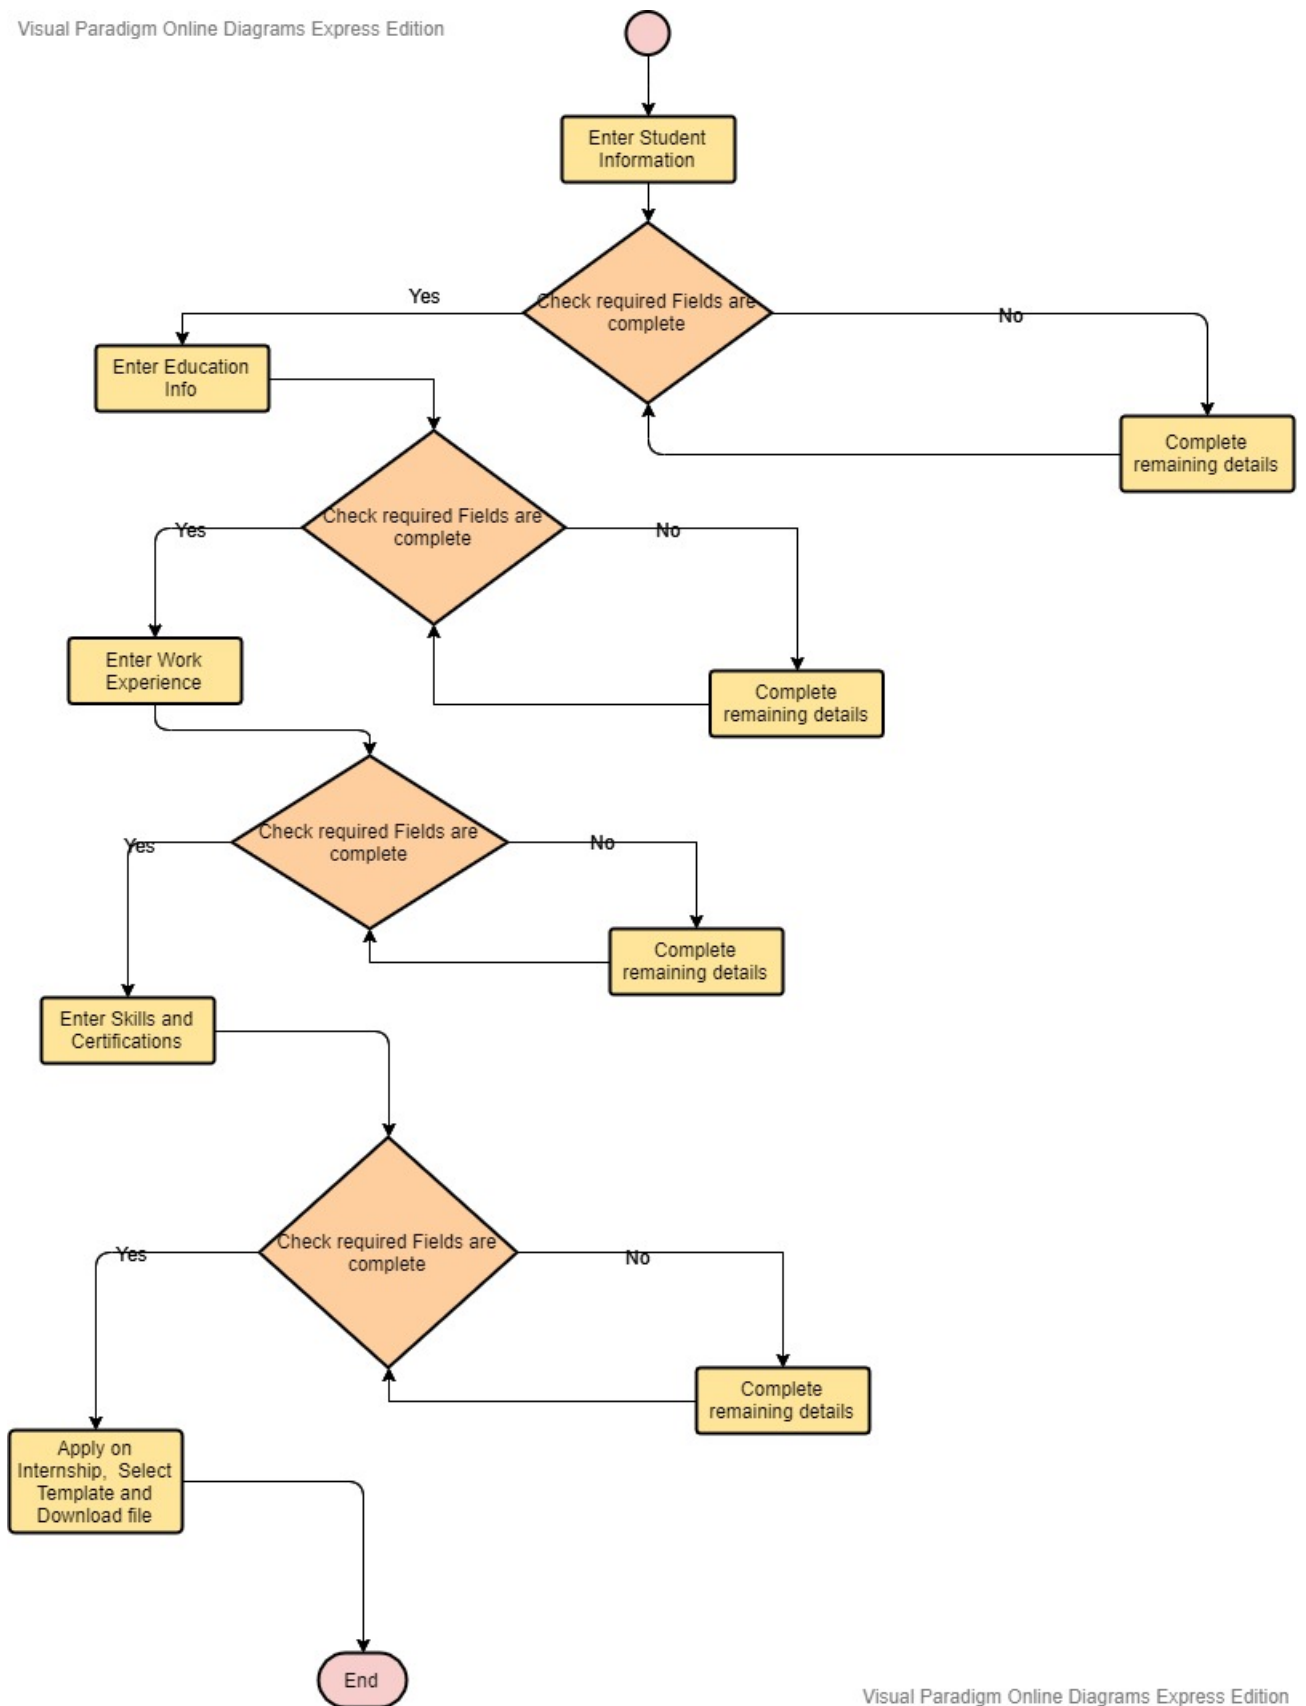 Visual Paradigm Online Diagrams Express Edition
Enter Student
Information
Check required Fields are
complete
Yes
No
Enter Education
Info
Complete
remaining details
Check required Fields are
complete
Yes
No
Enter Work
Experience
Complete
remaining details
Check required Fields are
complete
Yes
No
Complete
remaining details
Enter Skills and
Certifications
Check required Fields are
complete
Yes
No
Complete
remaining details
Apply on
Internship,  Select
Template and
Download file
End
Visual Paradigm Online Diagrams Express Edition